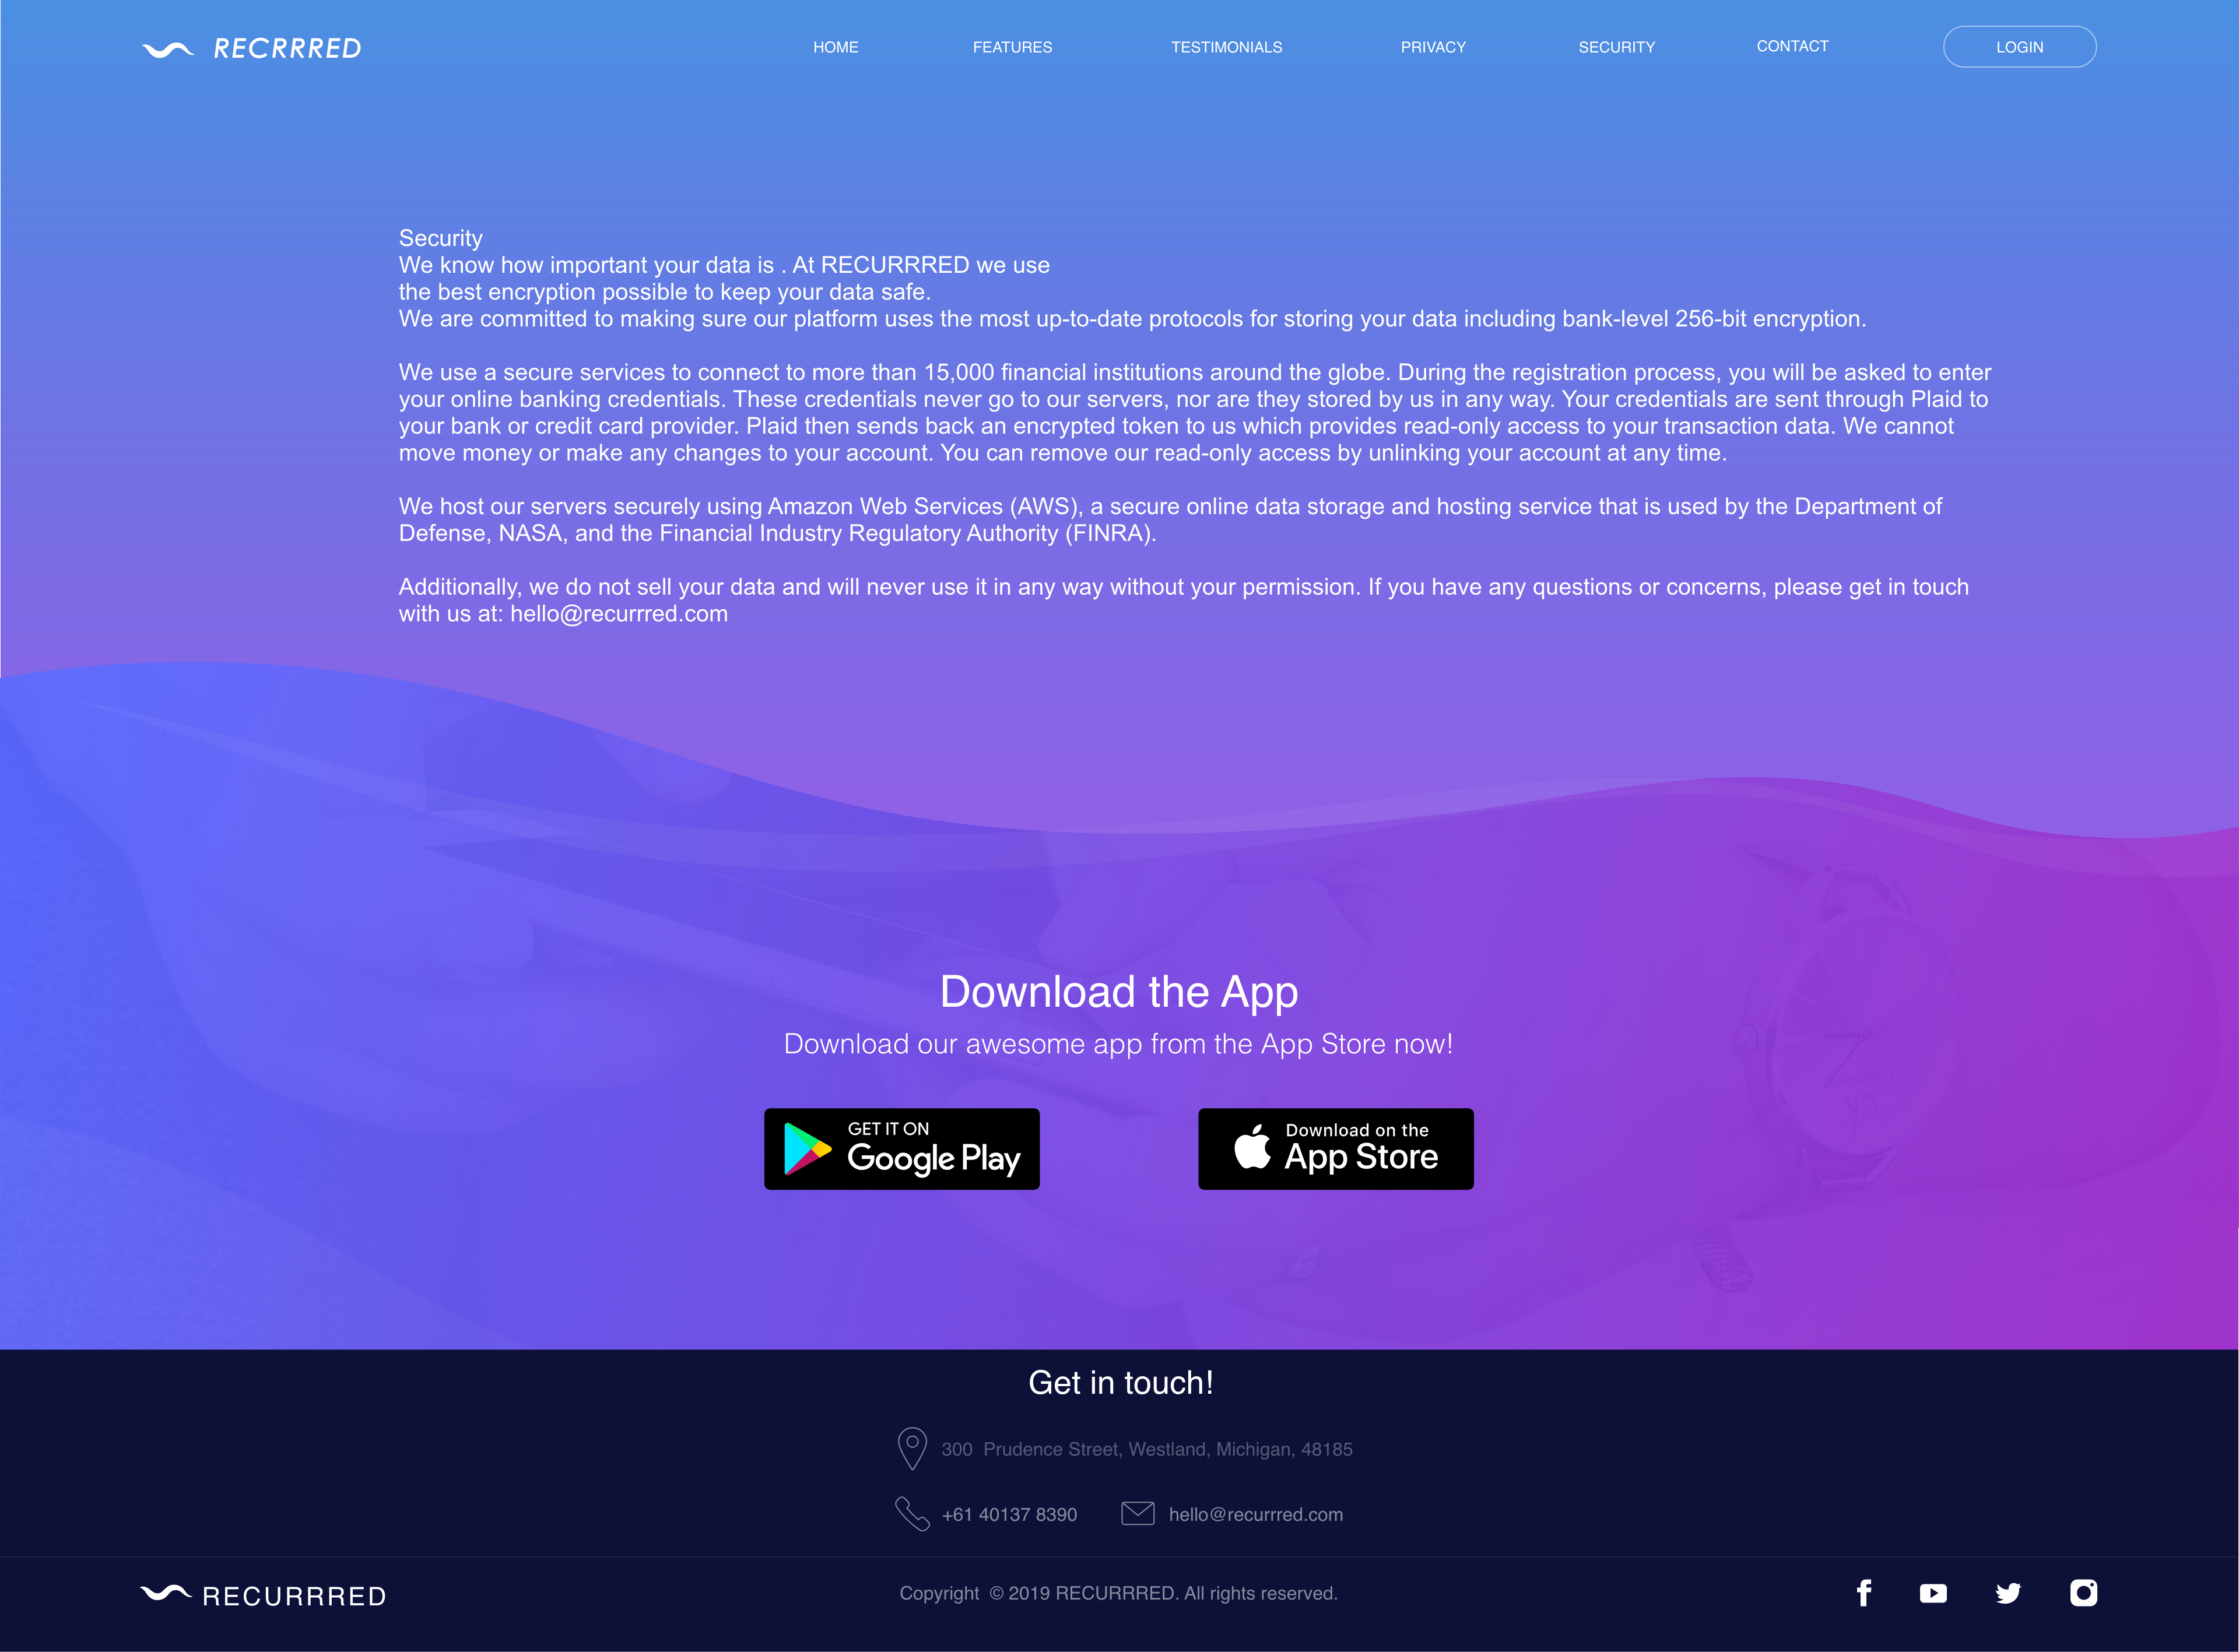 RECRRRED
HOME
FEATURES
TESTIMONIALS
PRIVACY
SECURITY
CONTACT
LOGIN
Security
We know how important your data is . At RECURRRED we use
the best encryption possible to keep your data safe.
We are committed to making sure our platform uses the most up-to-date protocols for storing your data including bank-level 256-bit encryption.
We use a secure services to connect to more than 15,000 financial institutions around the globe. During the registration process, you will be asked to enter
your online banking credentials. These credentials never go to our servers, nor are they stored by us in any way. Your credentials are sent through Plaid to
your bank or credit card provider. Plaid then sends back an encrypted token to us which provides read-only access to your transaction data. We cannot
move money or make any changes to your account. You can remove our read-only access by unlinking your account at any time.
We host our servers securely using Amazon Web Services (AWS), a secure online data storage and hosting service that is used by the Department of
Defense, NASA, and the Financial Industry Regulatory Authority (FINRA).
Additionally, we do not sell your data and will never use it in any way without your permission. If you have any questions or concerns, please get in touch
with us at: hello@recurrred.com
Download the App
Download our awesome app from the App Store now!
GET IT ON
Google Play
Download on the
App Store
CK
Get in touch!
300  Prudence Street, Westland, Michigan, 48185
+61 40137 8390
hello@recurrred.com
RECURRRED
Copyright  © 2019 RECURRRED. All rights reserved.